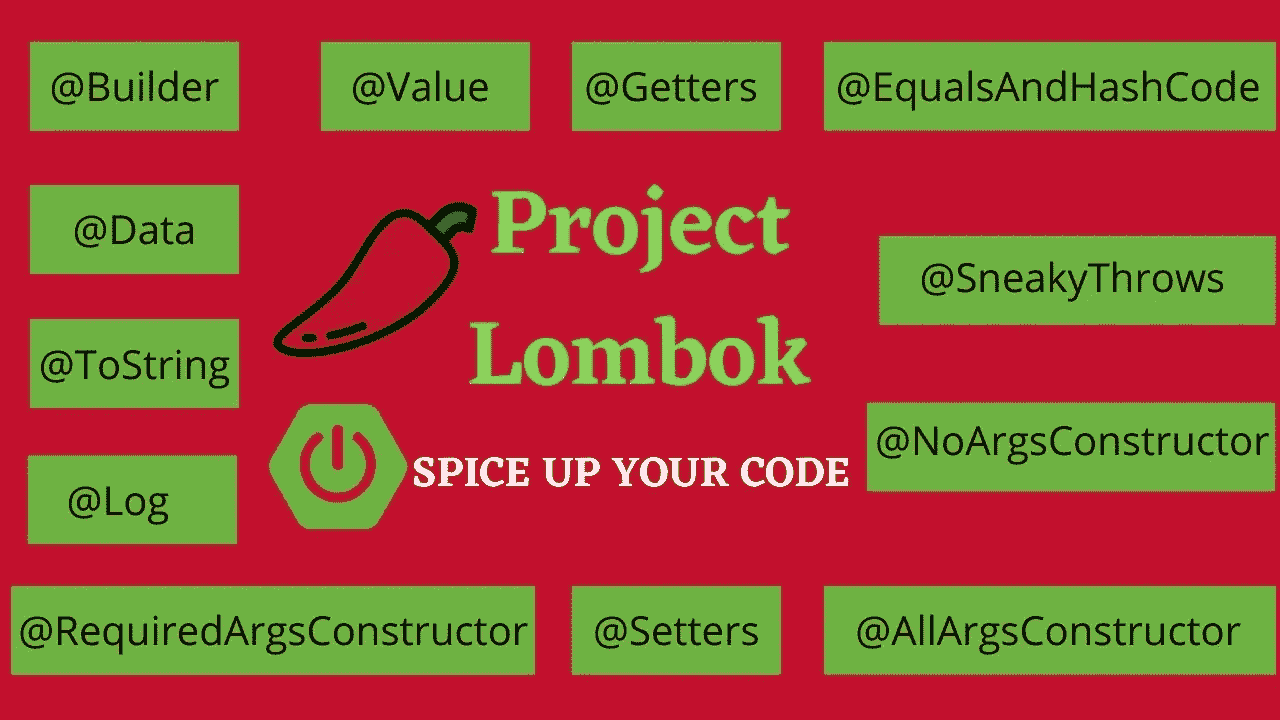 @Builder
@Value
@Getters
@EqualsAndHashCode
@Data
Project
Lombok
@SneakyThrows
@ToString
@NoArgsConstructor
@Log
SPICE UP YOUR CODE
@RequiredArgsConstructor
@Setters
@AllArgsConstructor